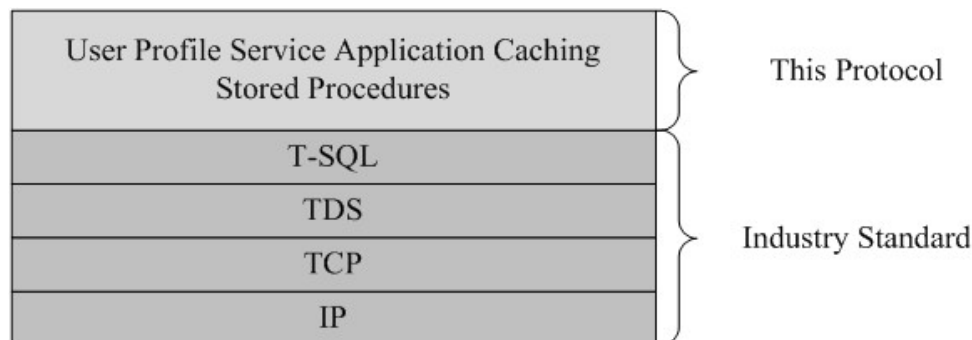 User Profile Service Application Caching
Stored Procedures
This Protocol
T-SQL
TDS
TCP
IP
Industry Standard